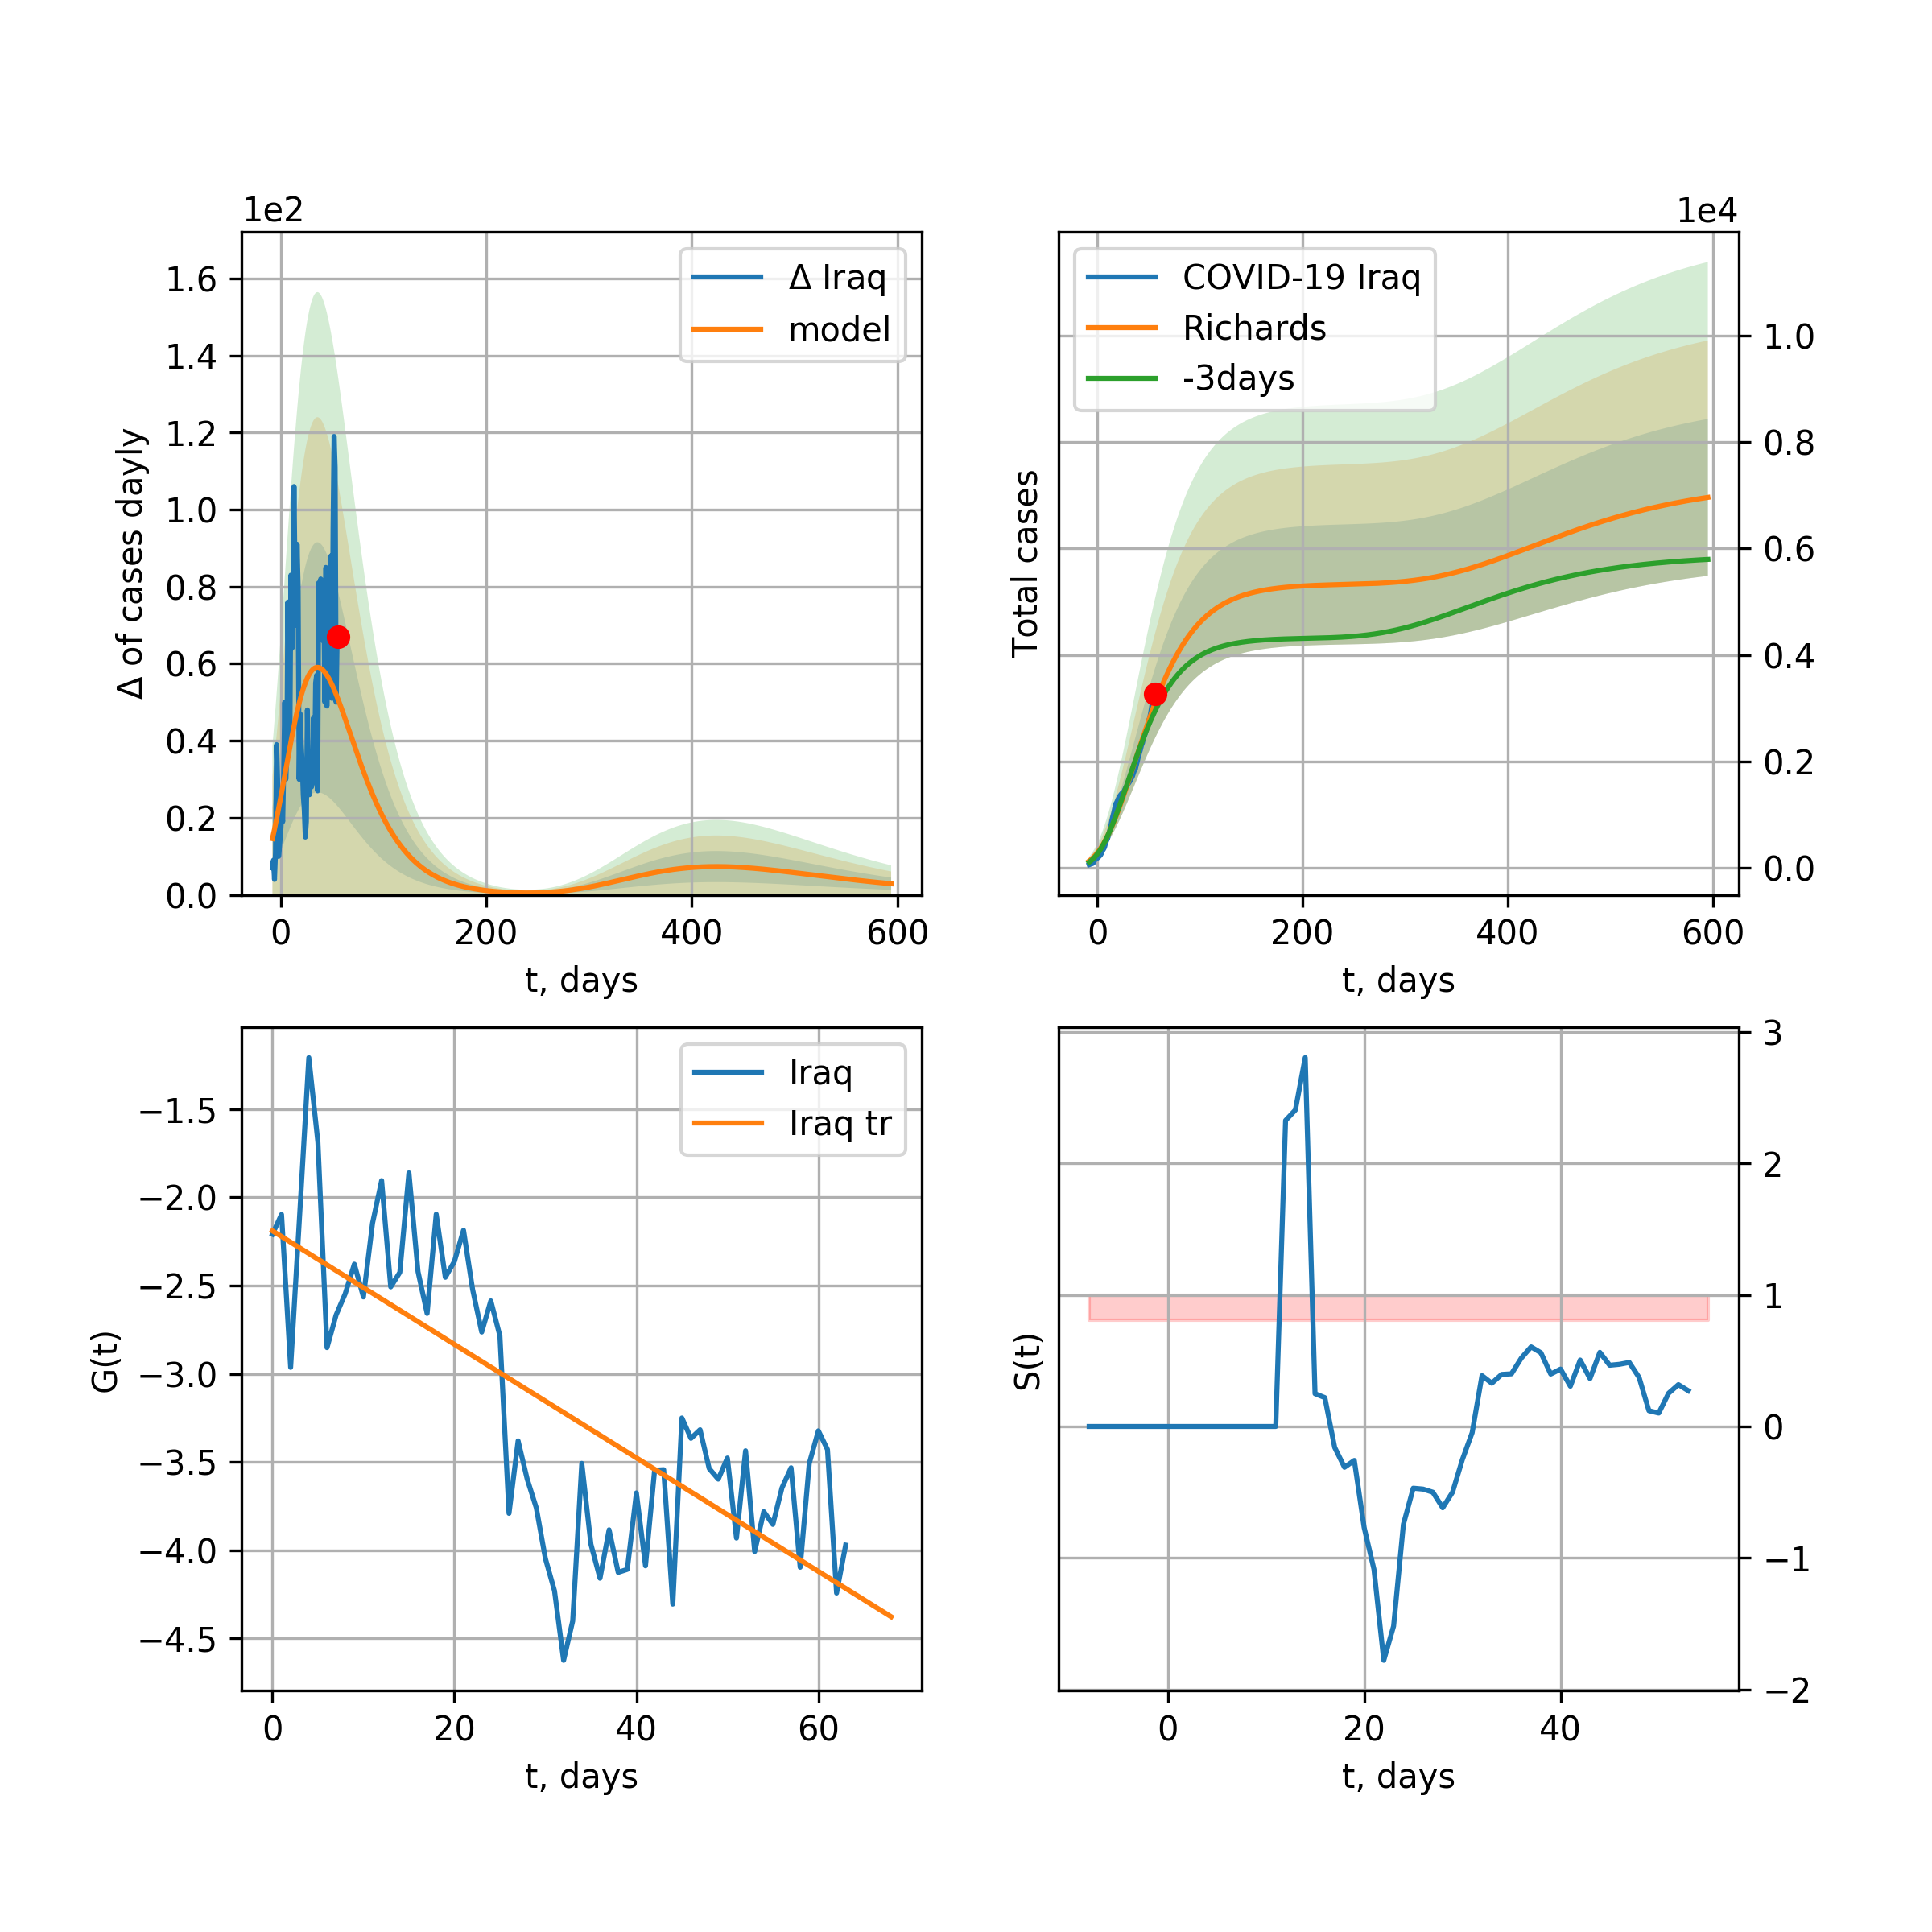 1e2
Δ of cases dayly
1.6
1.4
1.2
1.0
0.8
0.6
0.4
0.2
0.0
Δ Iraq
model
0
200
400
600
t, days
1e4
Total cases
COVID-19 Iraq
Richards
-3days
1.0
0.8
0.6
0.4
0.2
0.0
0
200
400
600
t, days
G(t)
−1.5
−2.0
−2.5
−3.0
−3.5
−4.0
−4.5
Iraq
Iraq tr
0
20
40
60
t, days
S(t)
3
2
1
0
−1
−2
0
20
40
t, days